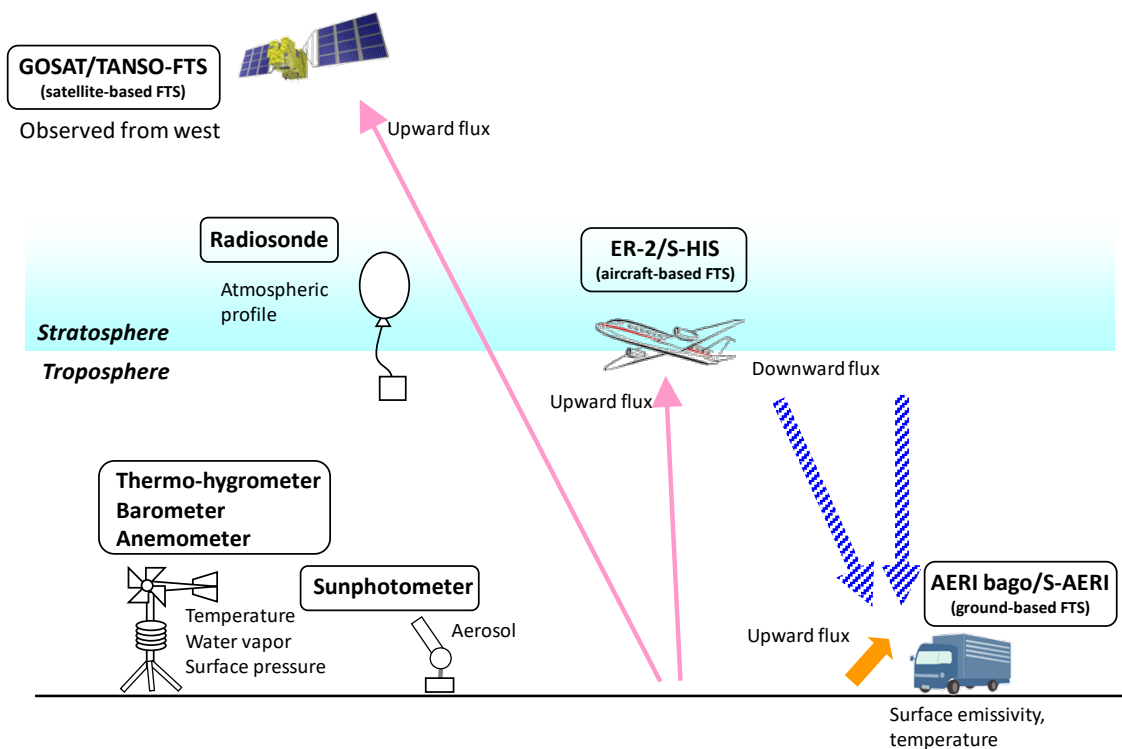 GOSAT/TANSO-FTS
(satellite-based FTS)
Observed from west
Upward flux
Radiosonde
Atmospheric
profile
ER-2/S-HIS
(aircraft-based FTS)
Stratosphere
Troposphere
Downward flux
Upward flux
Thermo-hygrometer
Barometer
Anemometer
Sunphotometer
AERI bago/S-AERI
(ground-based FTS)
Temperature
Water vapor
Surface pressure
Aerosol
Upward flux
Surface emissivity,
temperature